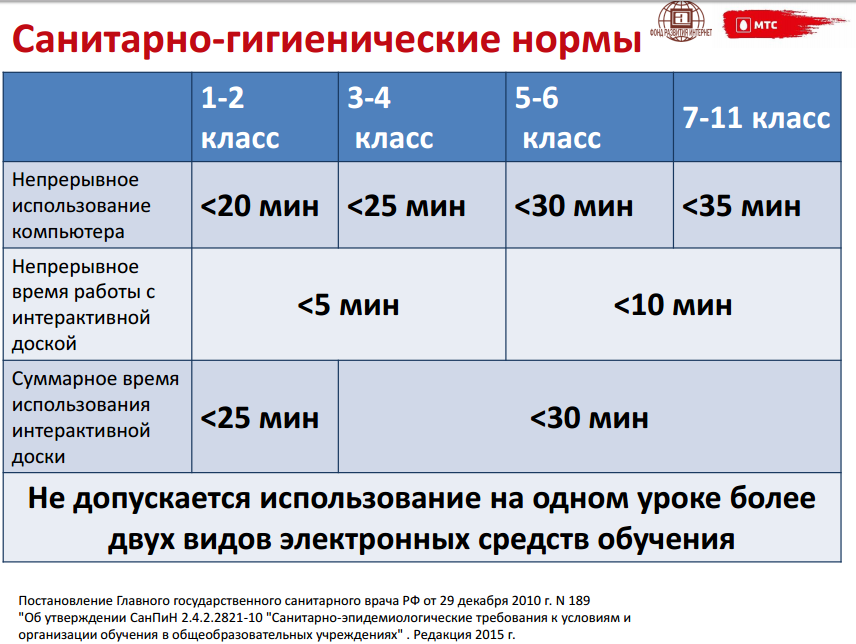 Санитарно-гигиенические нормы
ФОНД РАЗВИТИЯ ИНТЕРНЕТ
МТС
1-2
класс
3-4
класс
5-6
класс
7-11 класс
Непрерывное
использование
компьютера
<20 мин
<25 мин
<30 мин
<35 мин
Непрерывное
время работы с
интерактивной
доской
<5 мин
<10 мин
Суммарное время
использования
интерактивной
доски
<25 мин
<30 мин
Не допускается использование на одном уроке более
двух видов электронных средств обучения
Постановление Главного государственного санитарного врача РФ от 29 декабря 2010 г. N 189
"Об утверждении СанПиН 2.4.2.2821-10 "Санитарно-эпидемиологические требования к условиям и
организации обучения в общеобразовательных учреждениях" . Редакция 2015 г.